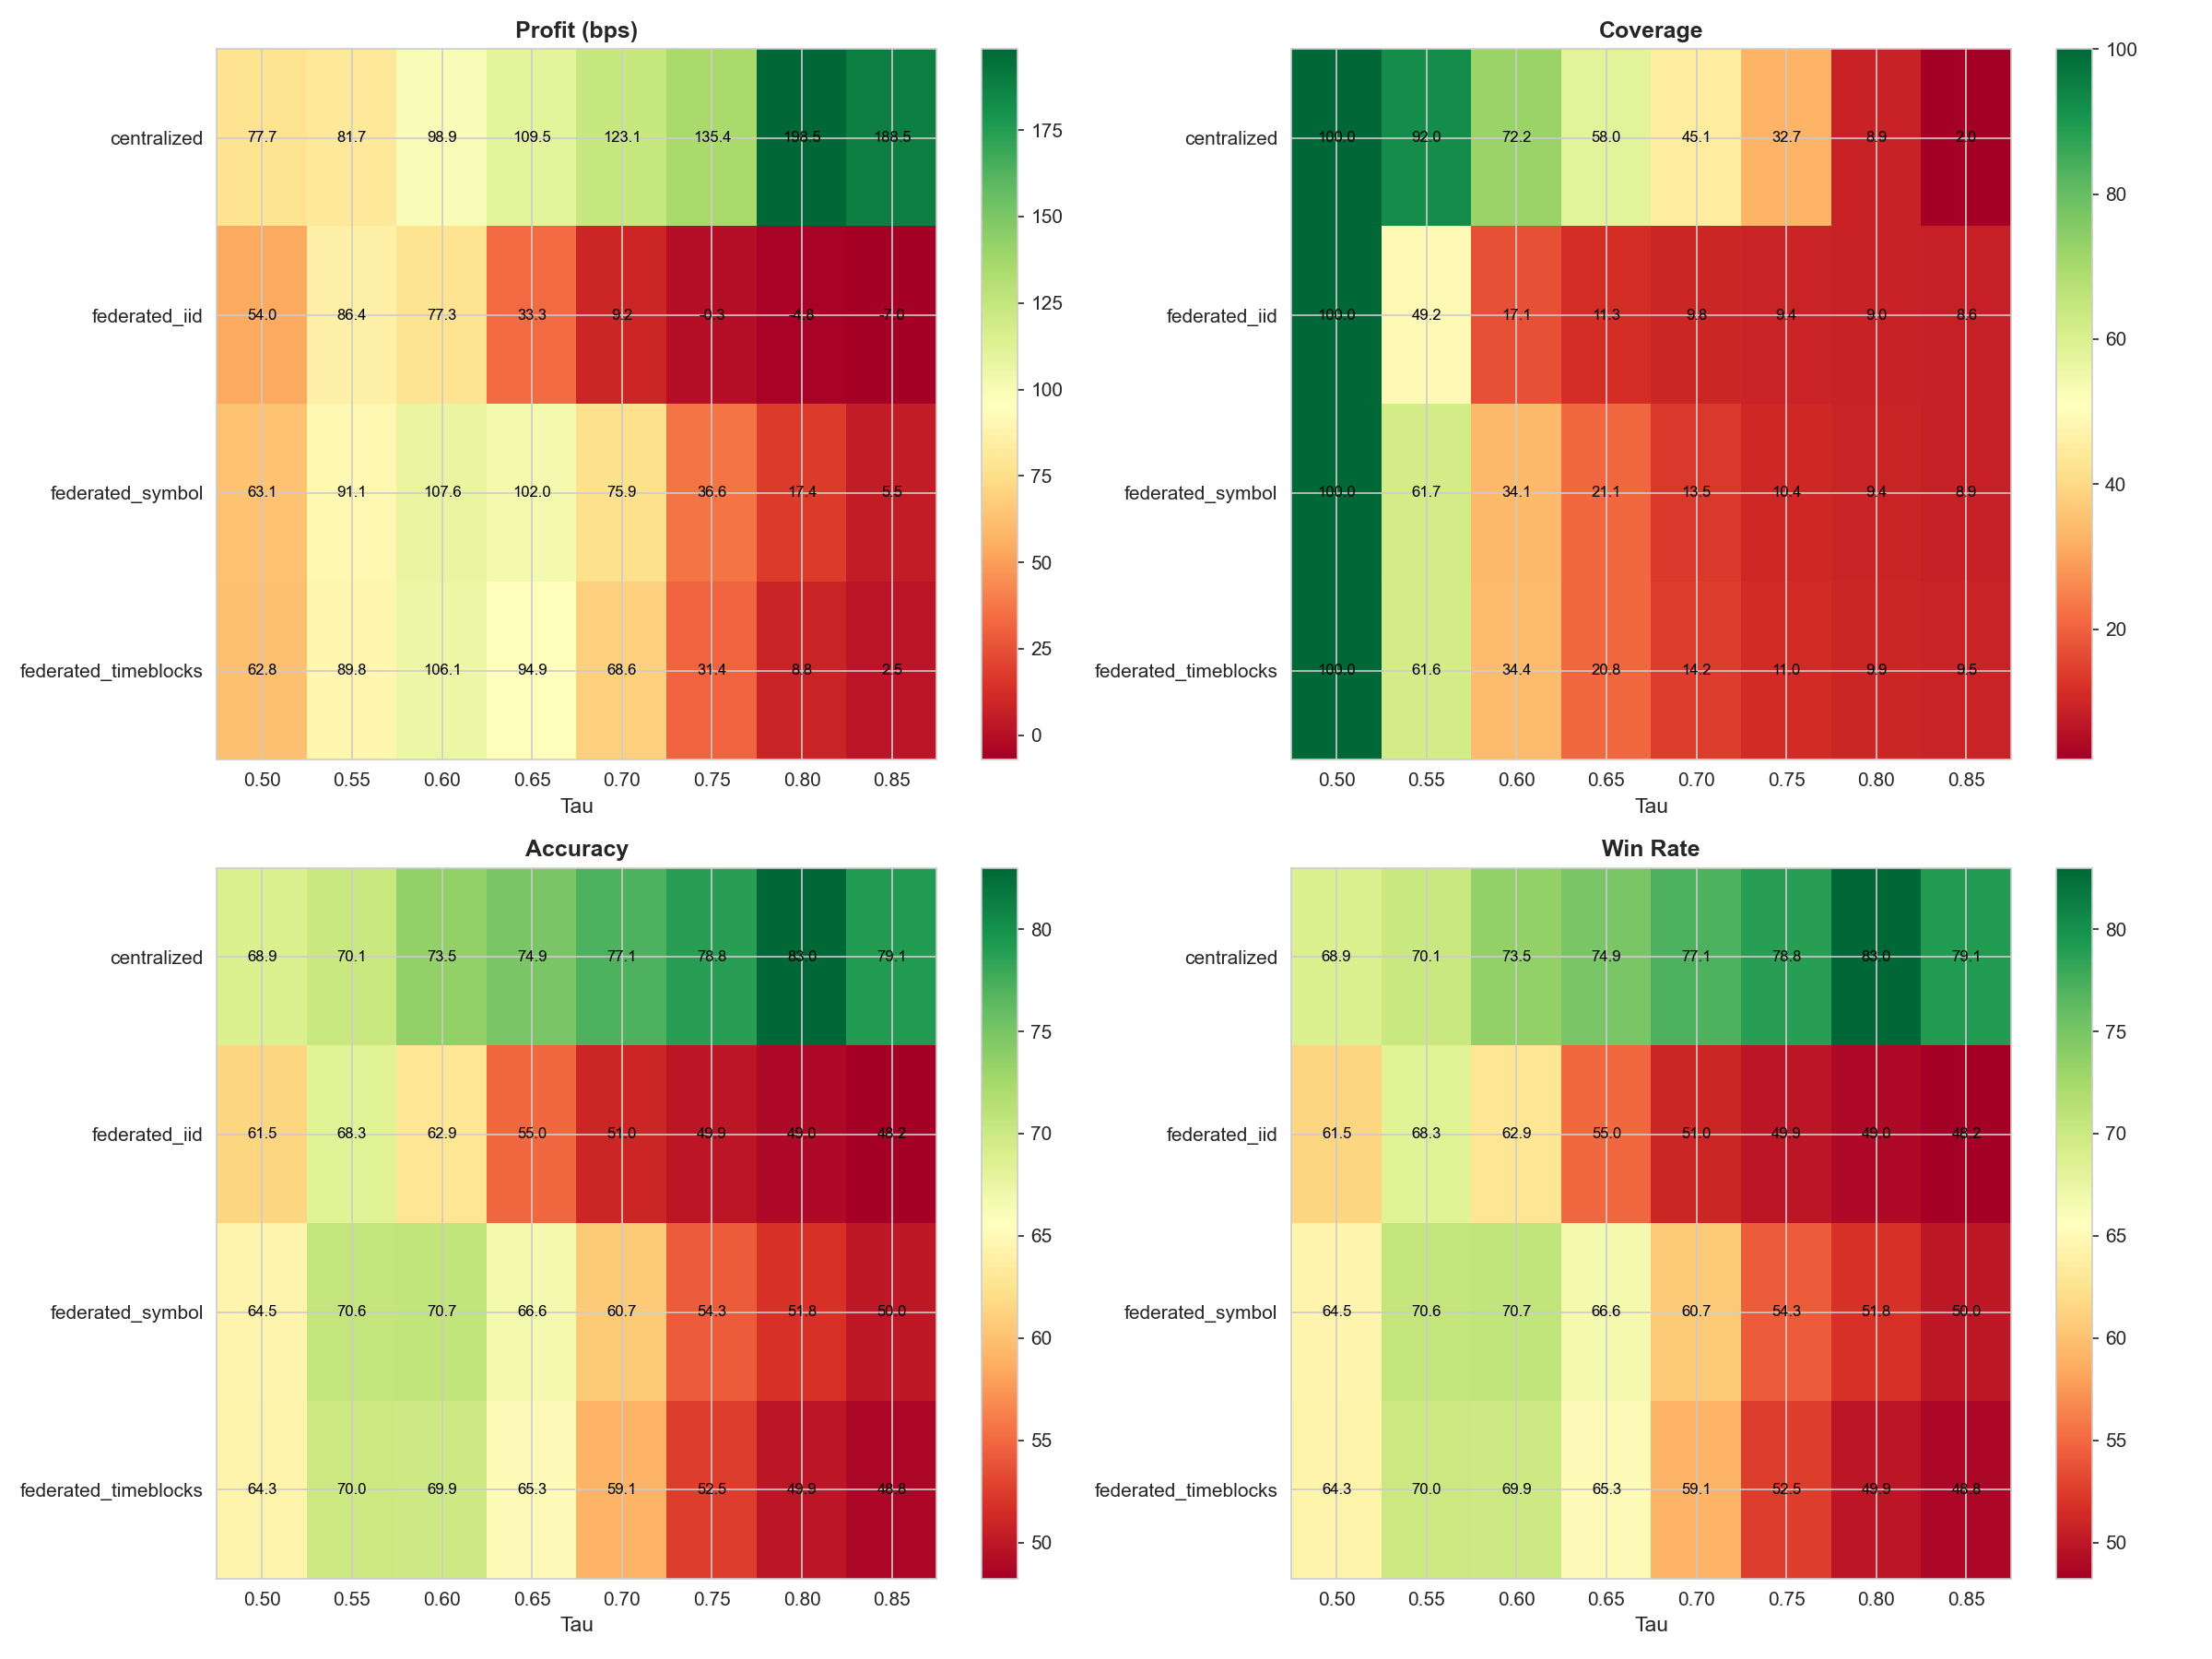 Profit (bps)
centralized 77.7 81.7 98.9 109.5 123.1 135.4 198.5 188.5
federated_iid 54.0 86.4 77.3 33.3 9.2 -0.3 -4.8 -7.0
federated_symbol 63.1 91.1 107.6 102.0 75.9 36.6 17.4 5.5
federated_timeblocks 62.8 89.8 106.1 94.9 68.6 31.4 8.8 2.5
0.50 0.55 0.60 0.65 0.70 0.75 0.80 0.85
Tau
175
150
125
100
75
50
25
0
Coverage
centralized 100.0 92.0 72.2 58.0 45.1 32.7 8.9 2.0
federated_iid 100.0 49.2 17.1 11.3 9.8 9.4 9.0 8.6
federated_symbol 100.0 61.7 34.1 21.1 13.5 10.4 9.4 8.9
federated_timeblocks 100.0 61.6 34.4 20.8 14.2 11.0 9.9 9.5
0.50 0.55 0.60 0.65 0.70 0.75 0.80 0.85
Tau
100
80
60
40
20
Accuracy
centralized 68.9 70.1 73.5 74.9 77.1 78.8 83.0 79.1
federated_iid 61.5 68.3 62.9 55.0 51.0 49.9 49.0 48.2
federated_symbol 64.5 70.6 70.7 66.6 60.7 54.3 51.8 50.0
federated_timeblocks 64.3 70.0 69.9 65.3 59.1 52.5 49.9 48.8
0.50 0.55 0.60 0.65 0.70 0.75 0.80 0.85
Tau
80
75
70
65
60
55
50
Win Rate
centralized 68.9 70.1 73.5 74.9 77.1 78.8 83.0 79.1
federated_iid 61.5 68.3 62.9 55.0 51.0 49.9 49.0 48.2
federated_symbol 64.5 70.6 70.7 66.6 60.7 54.3 51.8 50.0
federated_timeblocks 64.3 70.0 69.9 65.3 59.1 52.5 49.9 48.8
0.50 0.55 0.60 0.65 0.70 0.75 0.80 0.85
Tau
80
75
70
65
60
55
50